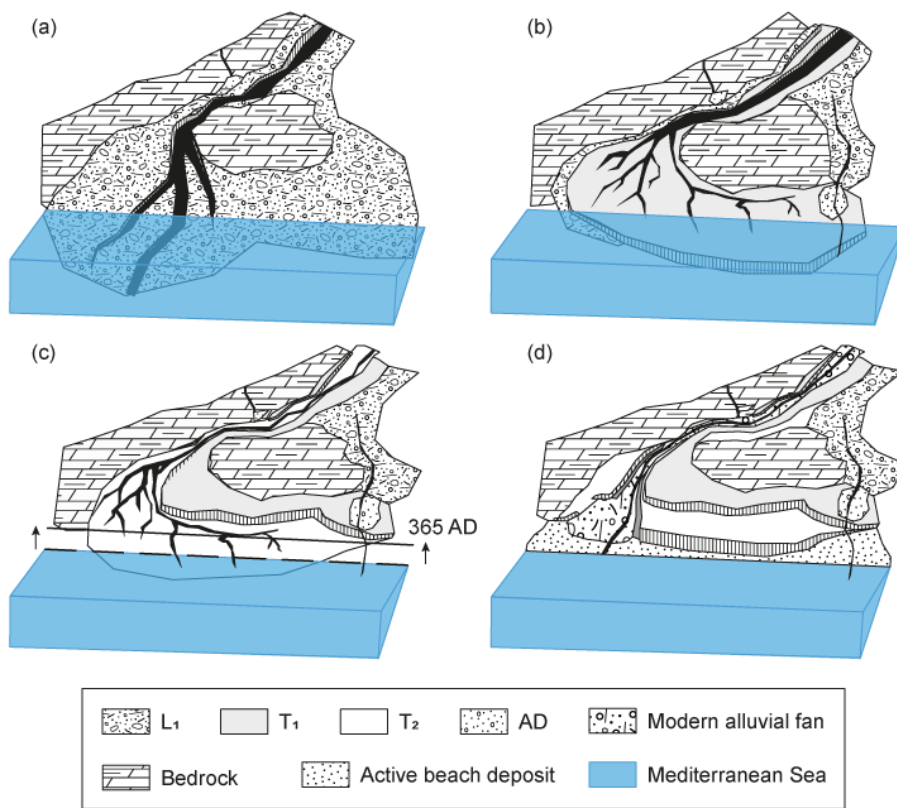 (a)
(b)
(c)
(d)
365 AD
L₁
T₁
T₂
AD
Modern alluvial fan
Bedrock
Active beach deposit
Mediterranean Sea